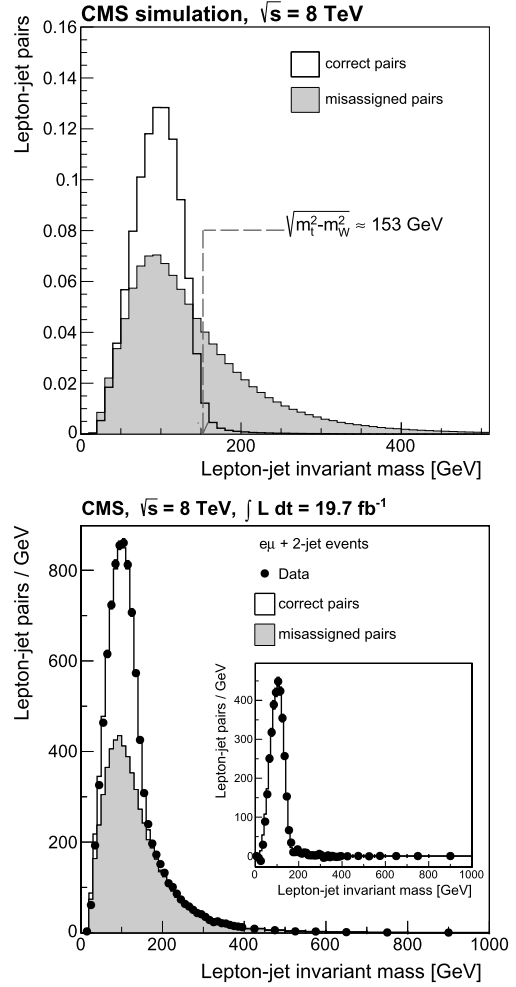 CMS simulation, √s = 8 TeV
Lepton-jet pairs
0.16
0.14
0.12
0.1
0.08
0.06
0.04
0.02
0
correct pairs
misassigned pairs
√m²ₜ-m²_W ≈ 153 GeV
0 200 400
Lepton-jet invariant mass [GeV]
CMS, √s = 8 TeV, ∫ L dt = 19.7 fb⁻¹
Lepton-jet pairs / GeV
800
600
400
200
0
eμ + 2-jet events
Data
correct pairs
misassigned pairs
Lepton-jet pairs / GeV
400
300
200
100
0
0 200 400 600 800 1000
Lepton-jet invariant mass [GeV]
0 200 400 600 800 1000
Lepton-jet invariant mass [GeV]